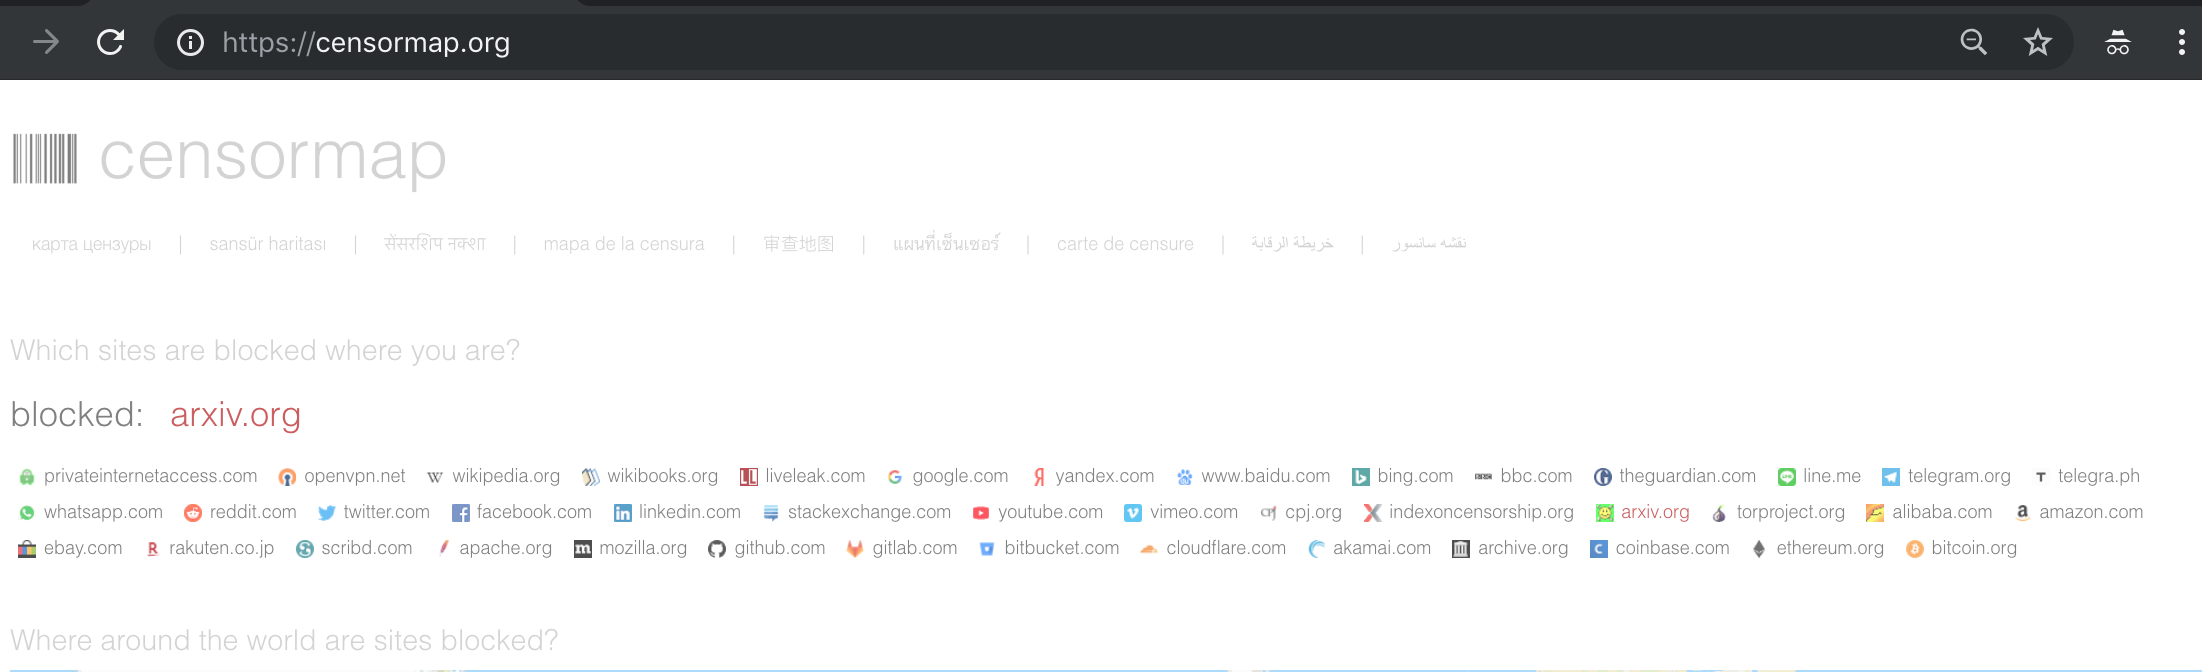 https://censormap.org
censormap
карта цензуры | sansür haritası | सेंसरशिप नक्शा | mapa de la censura | 审查地图 | แผนที่เซ็นเซอร์ | carte de censure | خريطة الرقابة | نقشه سانسور
Which sites are blocked where you are?
blocked: arxiv.org
privateinternetaccess.com openvpn.net wikipedia.org wikibooks.org liveleak.com google.com yandex.com www.baidu.com bing.com bbc.com theguardian.com line.me telegram.org telegra.ph
whatsapp.com reddit.com twitter.com facebook.com linkedin.com stackexchange.com youtube.com vimeo.com cpj.org indexoncensorship.org arxiv.org torproject.org alibaba.com amazon.com
ebay.com rakuten.co.jp scribd.com apache.org mozilla.org github.com gitlab.com bitbucket.com cloudflare.com akamai.com archive.org coinbase.com ethereum.org bitcoin.org
Where around the world are sites blocked?